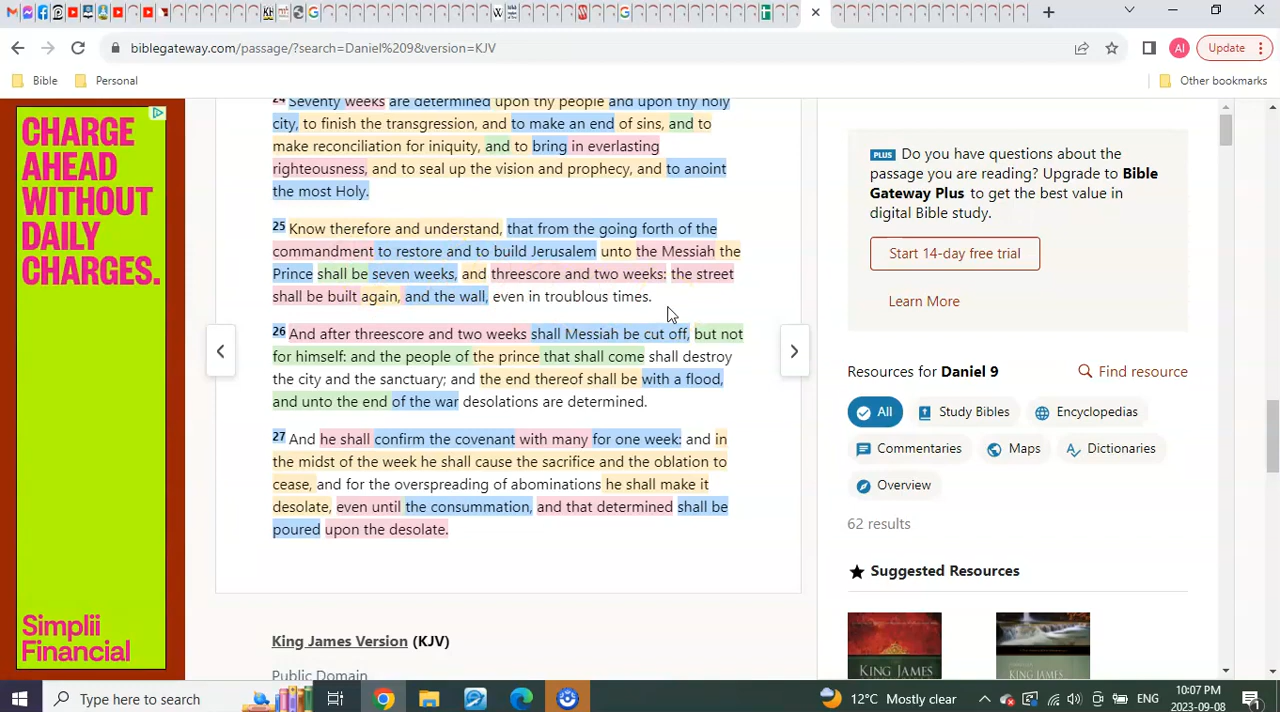 biblegateway.com/passage/?search=Daniel%209&version=KJV
Update
Bible
Personal
Other bookmarks
CHARGE
AHEAD
WITHOUT
DAILY
CHARGES.
Simplii
Financial
24 Seventy weeks are determined upon thy people and upon thy holy
city, to finish the transgression, and to make an end of sins, and to
make reconciliation for iniquity, and to bring in everlasting
righteousness, and to seal up the vision and prophecy, and to anoint
the most Holy.
25 Know therefore and understand, that from the going forth of the
commandment to restore and to build Jerusalem unto the Messiah the
Prince shall be seven weeks, and threescore and two weeks: the street
shall be built again, and the wall, even in troublous times.
26 And after threescore and two weeks shall Messiah be cut off, but not
for himself: and the people of the prince that shall come shall destroy
the city and the sanctuary; and the end thereof shall be with a flood,
and unto the end of the war desolations are determined.
27 And he shall confirm the covenant with many for one week: and in
the midst of the week he shall cause the sacrifice and the oblation to
cease, and for the overspreading of abominations he shall make it
desolate, even until the consummation, and that determined shall be
poured upon the desolate.
King James Version (KJV)
Public Domain
PLUS Do you have questions about the
passage you are reading? Upgrade to Bible
Gateway Plus to get the best value in
digital Bible study.
Start 14-day free trial
Learn More
Resources for Daniel 9
Find resource
All
Study Bibles
Encyclopedias
Commentaries
Maps
Dictionaries
Overview
62 results
Suggested Resources
KING JAMES
KING JAMES
Type here to search
12°C Mostly clear
ENG
10:07 PM
2023-09-08